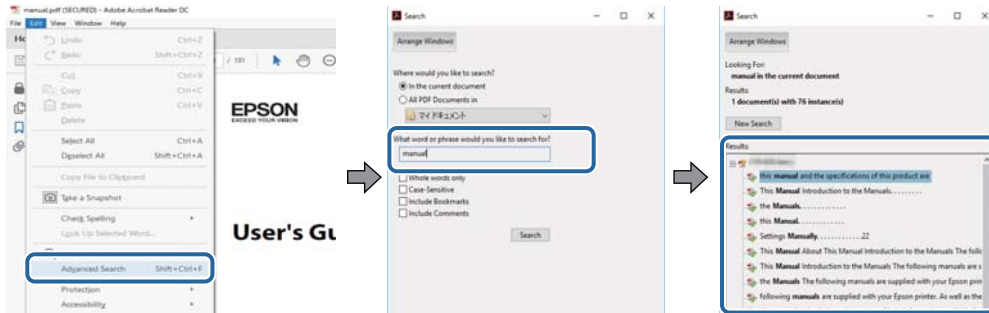 manual.pdf (SECURED) - Adobe Acrobat Reader DC
File Edit View Window Help
Undo Ctrl+Z
Redo Shift+Ctrl+Z
Cut Ctrl+X
Copy Ctrl+C
Paste Ctrl+V
Delete
Select All Ctrl+A
Deselect All Shift+Ctrl+A
Copy File to Clipboard
Take a Snapshot
Check Spelling
Look Up Selected Word...
Advanced Search Shift+Ctrl+F
Protection
Accessibility
/ 181
EPSON
EXCEED YOUR VISION
User's Gu
Search
Arrange Windows
Where would you like to search?
In the current document
All PDF Documents in
マイ ドキュメント
What word or phrase would you like to search for?
manual
Whole words only
Case-Sensitive
Include Bookmarks
Include Comments
Search
Search
Arrange Windows
Looking For:
manual in the current document
Results:
1 document(s) with 76 instance(s)
New Search
Results:
this manual and the specifications of this product are
This Manual Introduction to the Manuals.........
the Manuals.............
this Manual.............
Settings Manually.............22
This Manual About This Manual Introduction to the Manuals The follo
This Manual Introduction to the Manuals The following manuals are s
the Manuals The following manuals are supplied with your Epson prin
following manuals are supplied with your Epson printer. As well as the